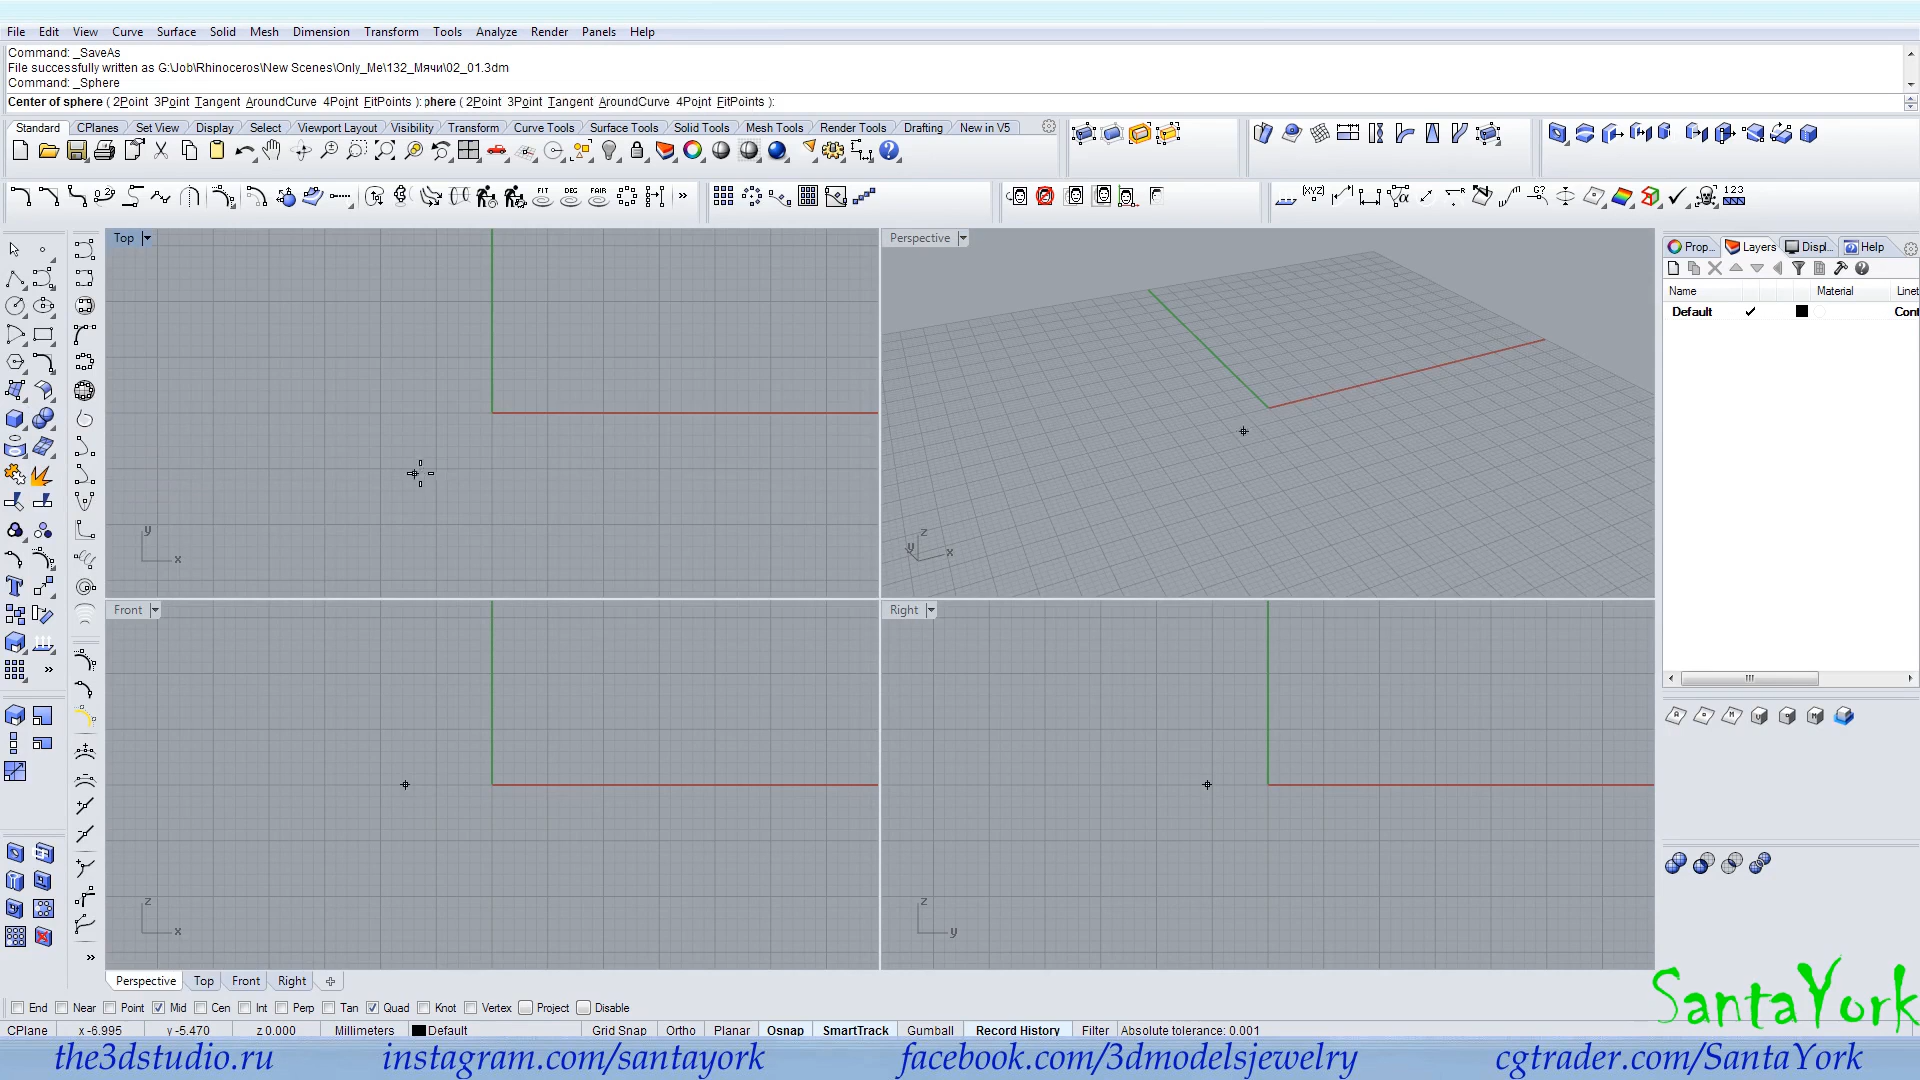 File Edit View Curve Surface Solid Mesh Dimension Transform Tools Analyze Render Panels Help
Command: _SaveAs
File successfully written as G:\Job\Rhinoceros\New Scenes\Only_Me\132_Мячи\02_01.3dm
Command: _Sphere
Center of sphere ( 2Point 3Point Tangent AroundCurve 4Point FitPoints ): phere ( 2Point 3Point Tangent AroundCurve 4Point FitPoints ):
Standard CPlanes Set View Display Select Viewport Layout Visibility Transform Curve Tools Surface Tools Solid Tools Mesh Tools Render Tools Drafting New in V5
FIT DEG FAIR » (XYZ) G? 123
Top Perspective
Prop... Layers Displ... Help
Name Material Linet
Default Cont
y x
z y x
Front Right
z x
z y
»
»
Perspective Top Front Right
End Near Point Mid Cen Int Perp Tan Quad Knot Vertex Project Disable
CPlane x -6.995 y -5.470 z 0.000 Millimeters Default Grid Snap Ortho Planar Osnap SmartTrack Gumball Record History Filter Absolute tolerance: 0.001
SantaYork
the3dstudio.ru instagram.com/santayork facebook.com/3dmodelsjewelry cgtrader.com/SantaYork